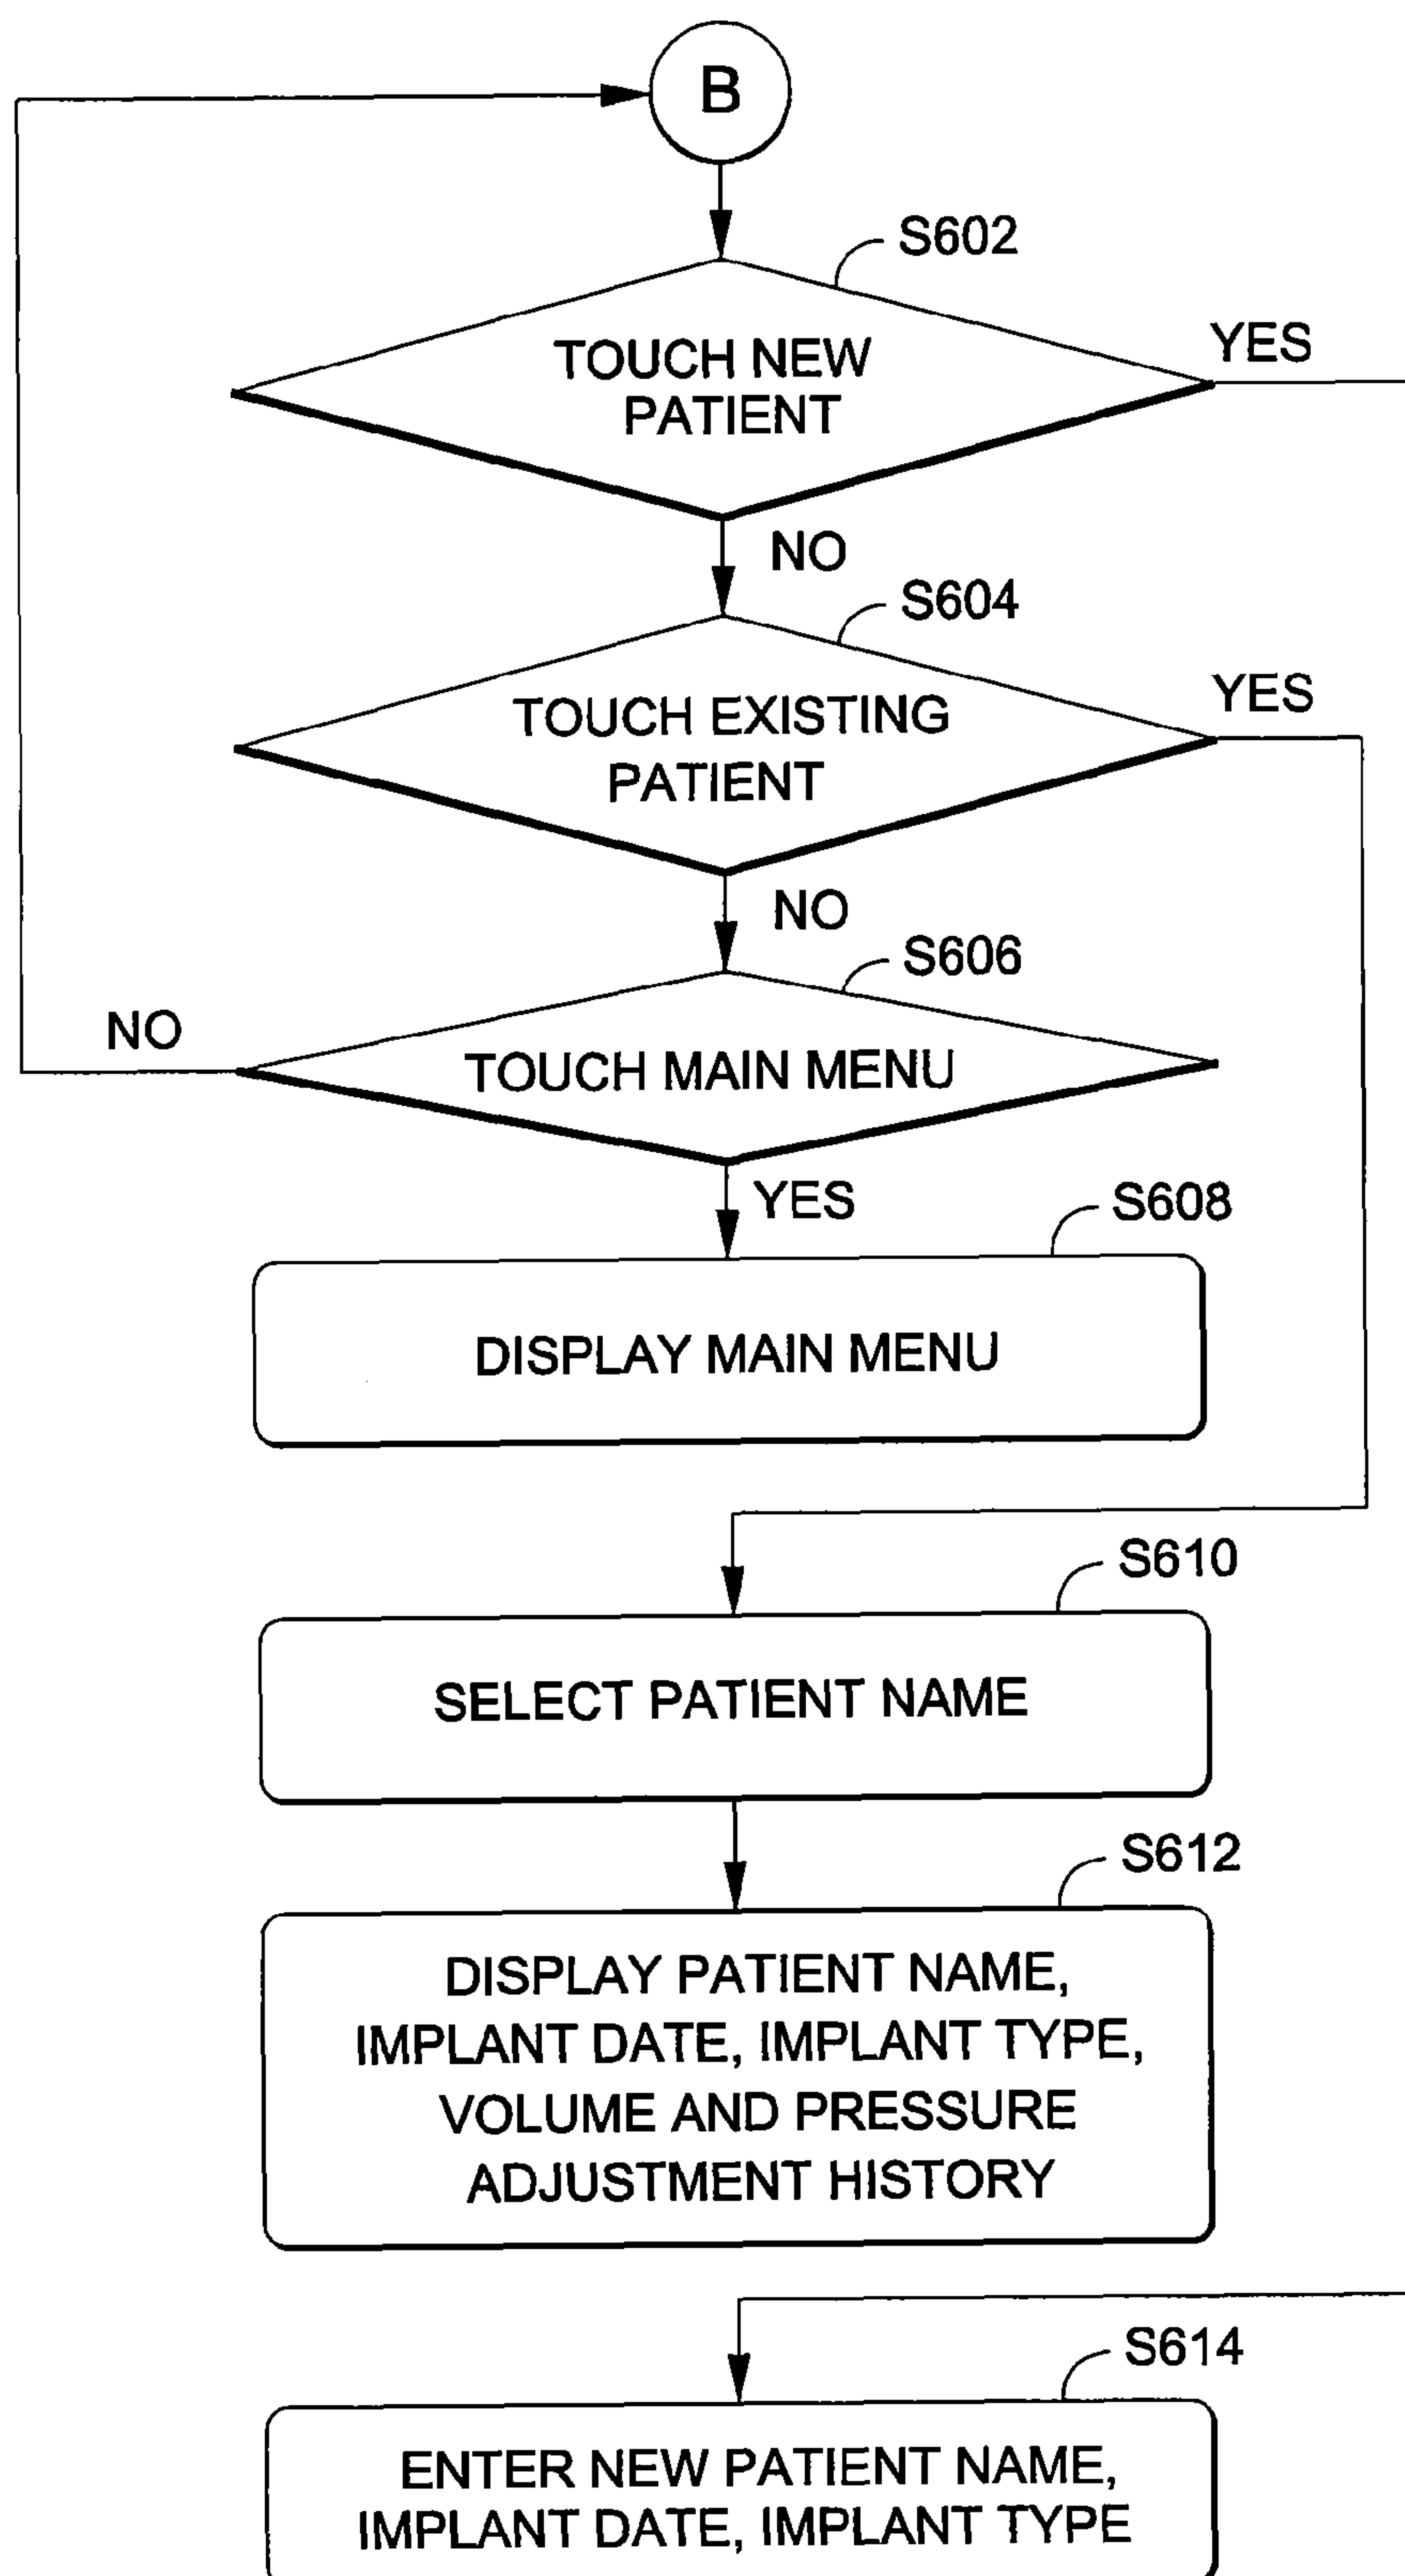 B
S602
YES
TOUCH NEW
PATIENT
NO
S604
YES
TOUCH EXISTING
PATIENT
NO
S606
NO
TOUCH MAIN MENU
YES
S608
DISPLAY MAIN MENU
S610
SELECT PATIENT NAME
S612
DISPLAY PATIENT NAME,
IMPLANT DATE, IMPLANT TYPE,
VOLUME AND PRESSURE
ADJUSTMENT HISTORY
S614
ENTER NEW PATIENT NAME,
IMPLANT DATE, IMPLANT TYPE